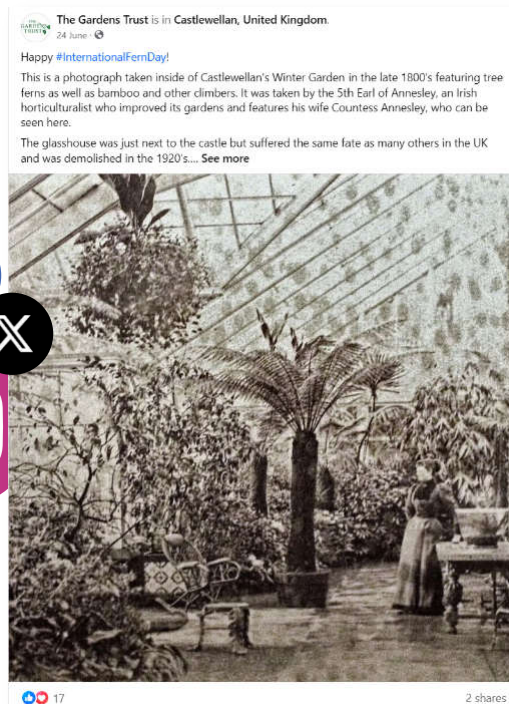 THE
GARDENS
TRUST
The Gardens Trust is in Castlewellan, United Kingdom.
24 June ·
Happy #InternationalFernDay!
This is a photograph taken inside of Castlewellan's Winter Garden in the late 1800's featuring tree
ferns as well as bamboo and other climbers. It was taken by the 5th Earl of Annesley, an Irish
horticulturalist who improved its gardens and features his wife Countess Annesley, who can be
seen here.
The glasshouse was just next to the castle but suffered the same fate as many others in the UK
and was demolished in the 1920's.... See more
X
17
2 shares